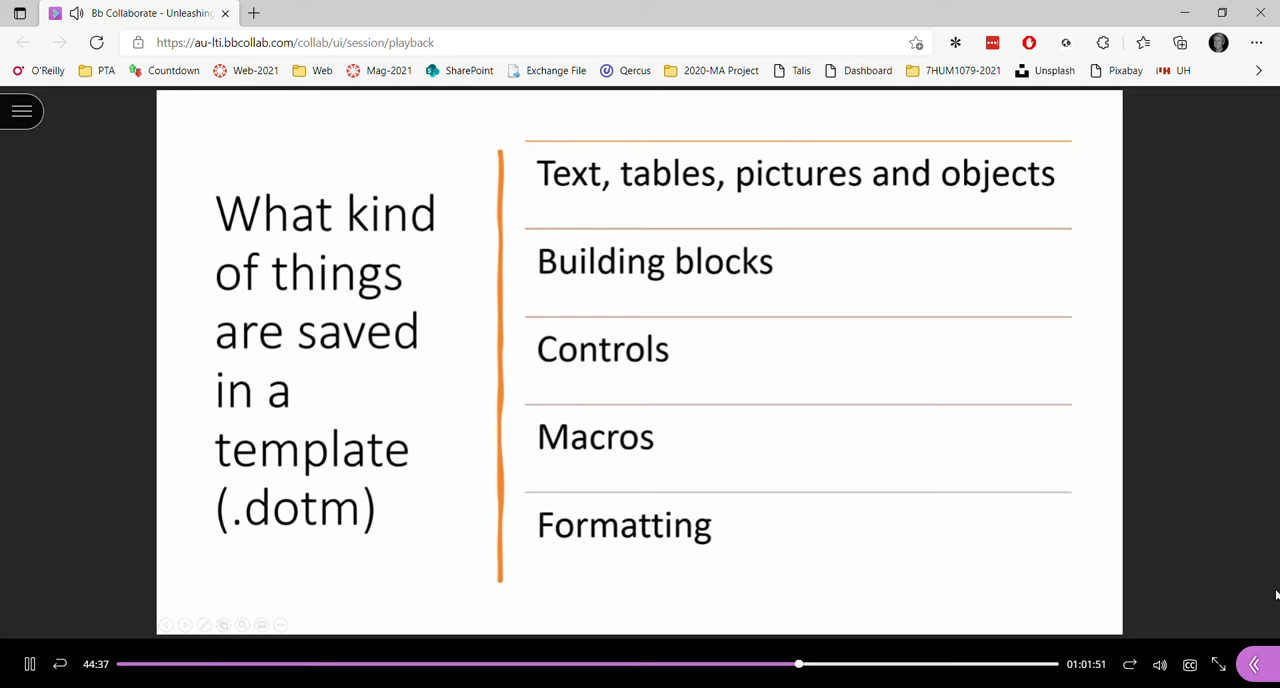 Bb Collaborate - Unleashing
https://au-lti.bbcollab.com/collab/ui/session/playback
O'Reilly PTA Countdown Web-2021 Web Mag-2021 SharePoint Exchange File Qercus 2020-MA Project Talis Dashboard 7HUM1079-2021 Unsplash Pixabay UH
What kind
of things
are saved
in a
template
(.dotm)
Text, tables, pictures and objects
Building blocks
Controls
Macros
Formatting
44:37
01:01:51
CC